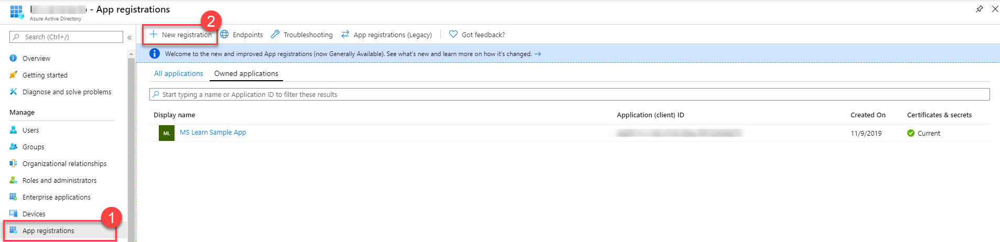 - App registrations
Azure Active Directory
2
Search (Ctrl+/)
«
New registration
Endpoints
Troubleshooting
App registrations (Legacy)
Got feedback?
Welcome to the new and improved App registrations (now Generally Available). See what's new and learn more on how it's changed. →
Overview
Getting started
Diagnose and solve problems
Manage
Users
Groups
Organizational relationships
Roles and administrators
Enterprise applications
Devices
1
App registrations
All applications
Owned applications
Start typing a name or Application ID to filter these results
Display name
Application (client) ID
Created On
Certificates & secrets
ML
MS Learn Sample App
11/9/2019
Current